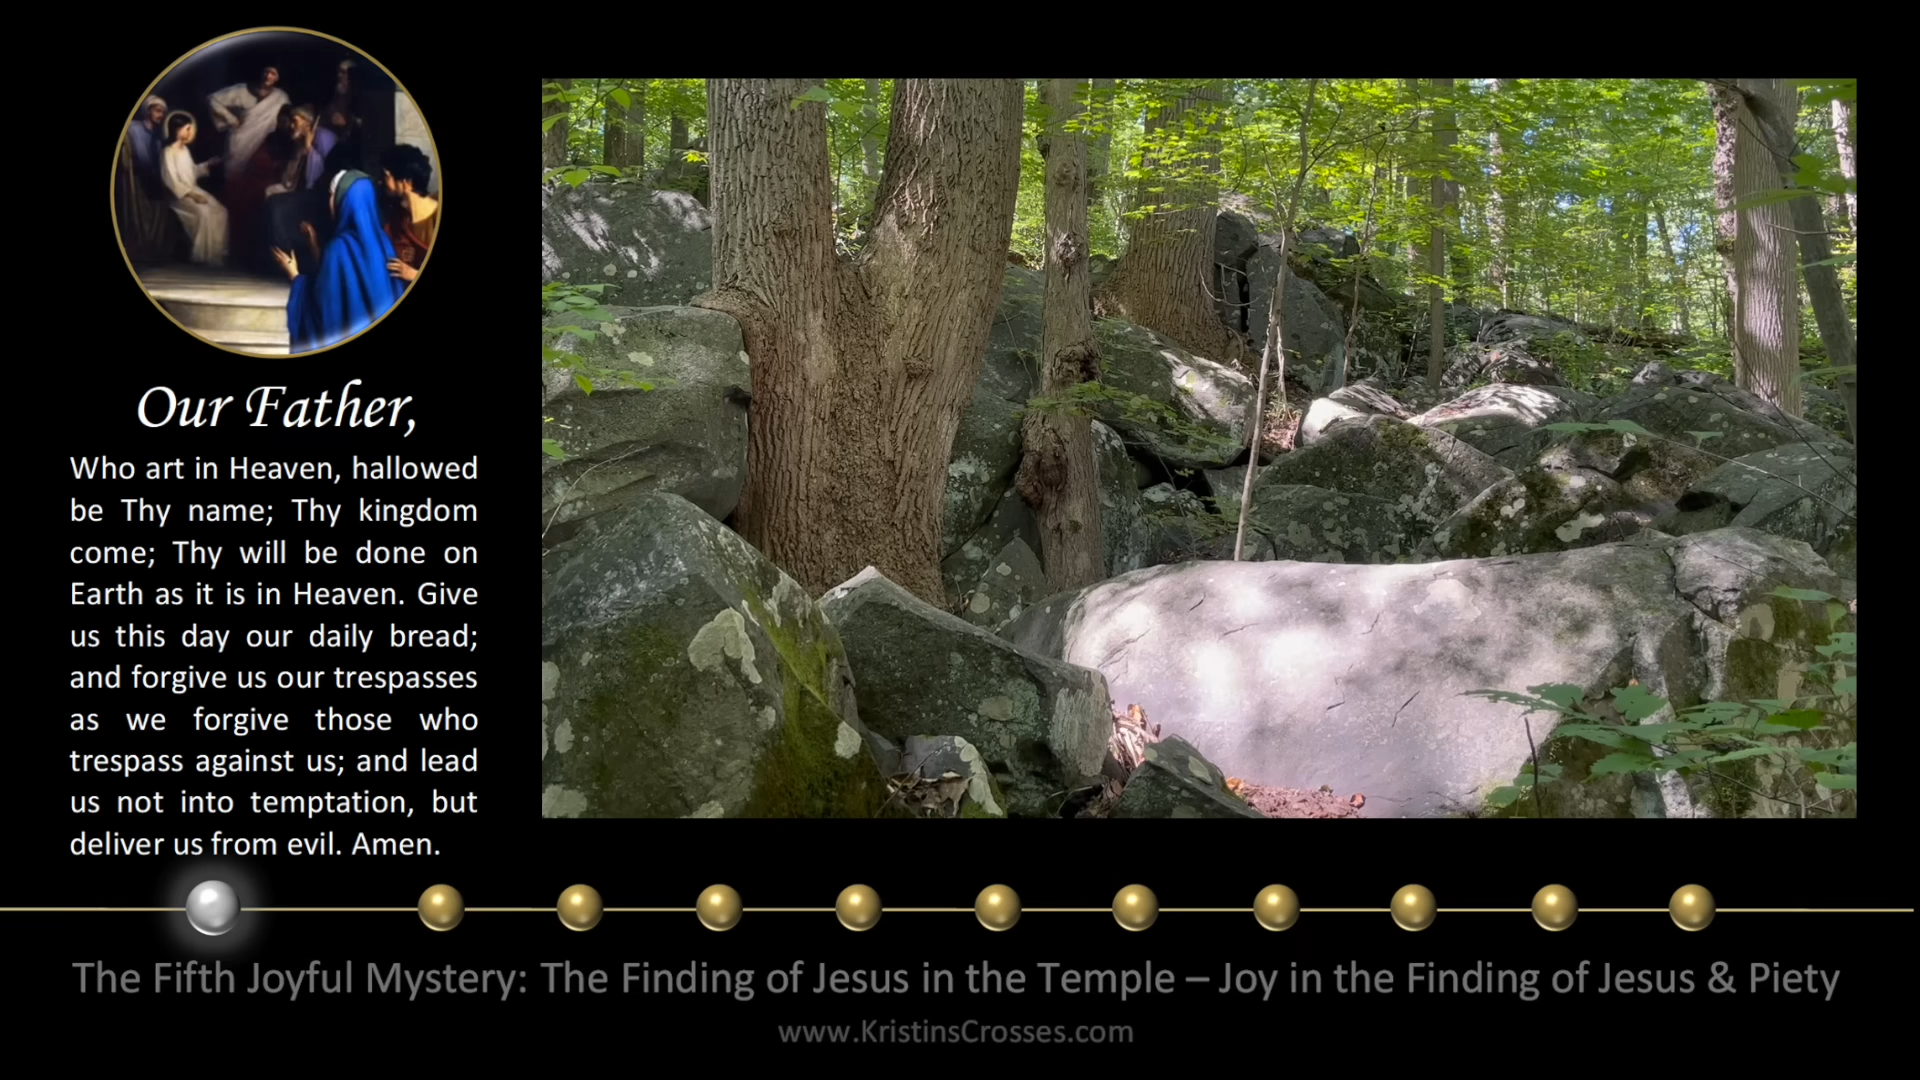 Our Father,
Who art in Heaven, hallowed
be Thy name; Thy kingdom
come; Thy will be done on
Earth as it is in Heaven. Give
us this day our daily bread;
and forgive us our trespasses
as we forgive those who
trespass against us; and lead
us not into temptation, but
deliver us from evil. Amen.
The Fifth Joyful Mystery: The Finding of Jesus in the Temple – Joy in the Finding of Jesus & Piety
www.KristinsCrosses.com